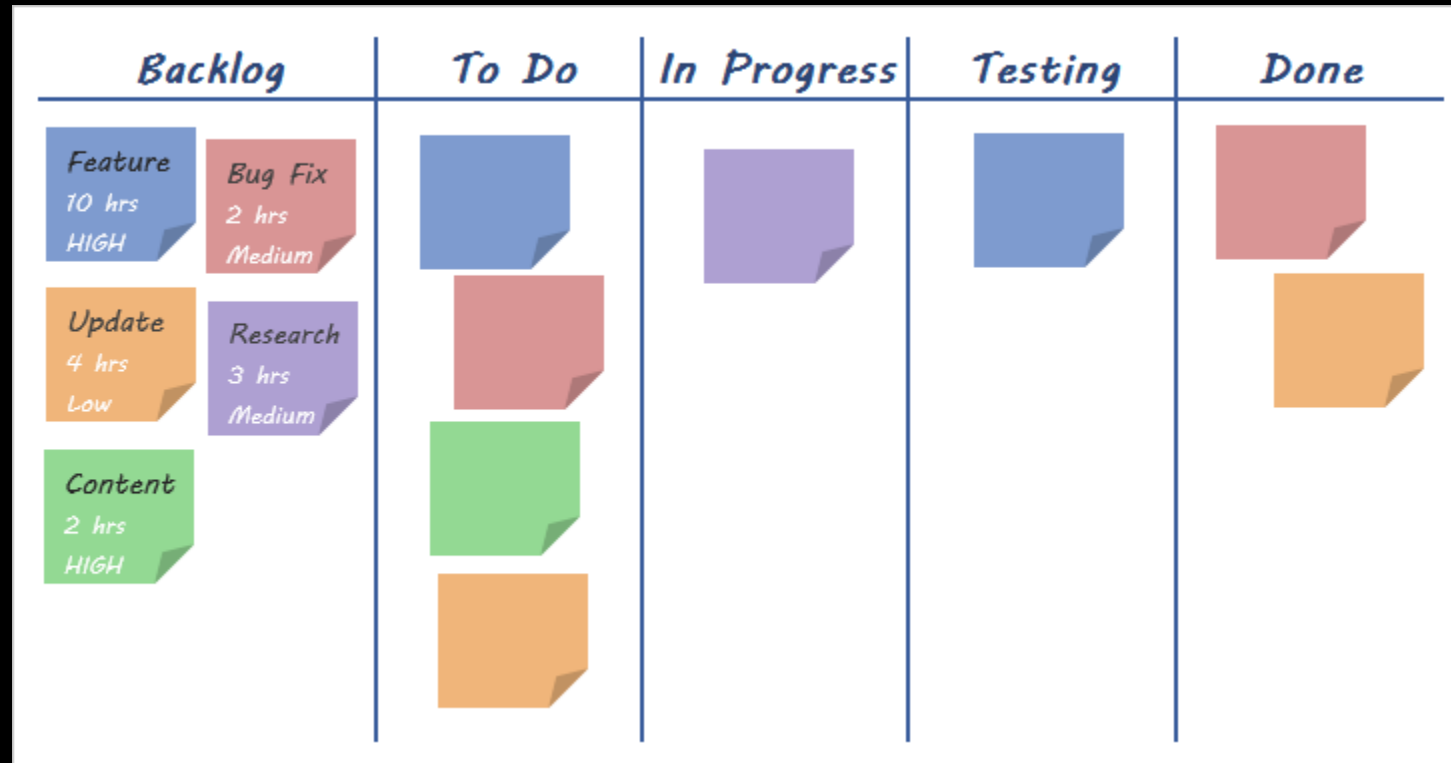 Backlog
To Do
In Progress
Testing
Done
Feature
10 hrs
HIGH
Bug Fix
2 hrs
Medium
Update
4 hrs
Low
Research
3 hrs
Medium
Content
2 hrs
HIGH